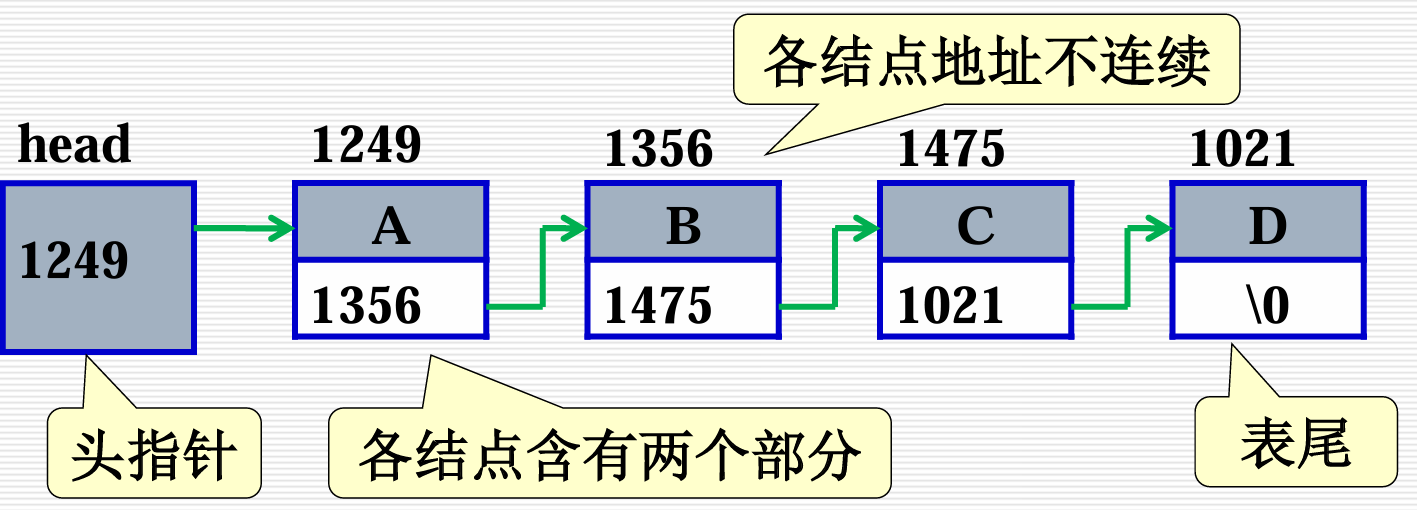 各结点地址不连续
head
1249
1356
1475
1021
A
B
C
D
1249
1356
1475
1021
\0
头指针
各结点含有两个部分
表尾